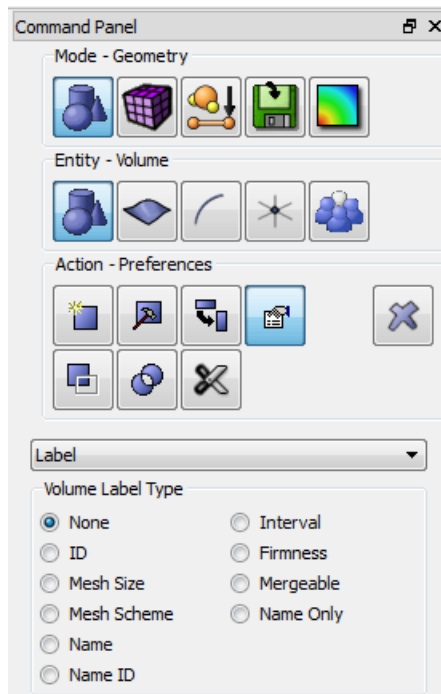 Command Panel
Mode - Geometry
Entity - Volume
Action - Preferences
Label
Volume Label Type
None
Interval
ID
Firmness
Mesh Size
Mergeable
Mesh Scheme
Name Only
Name
Name ID